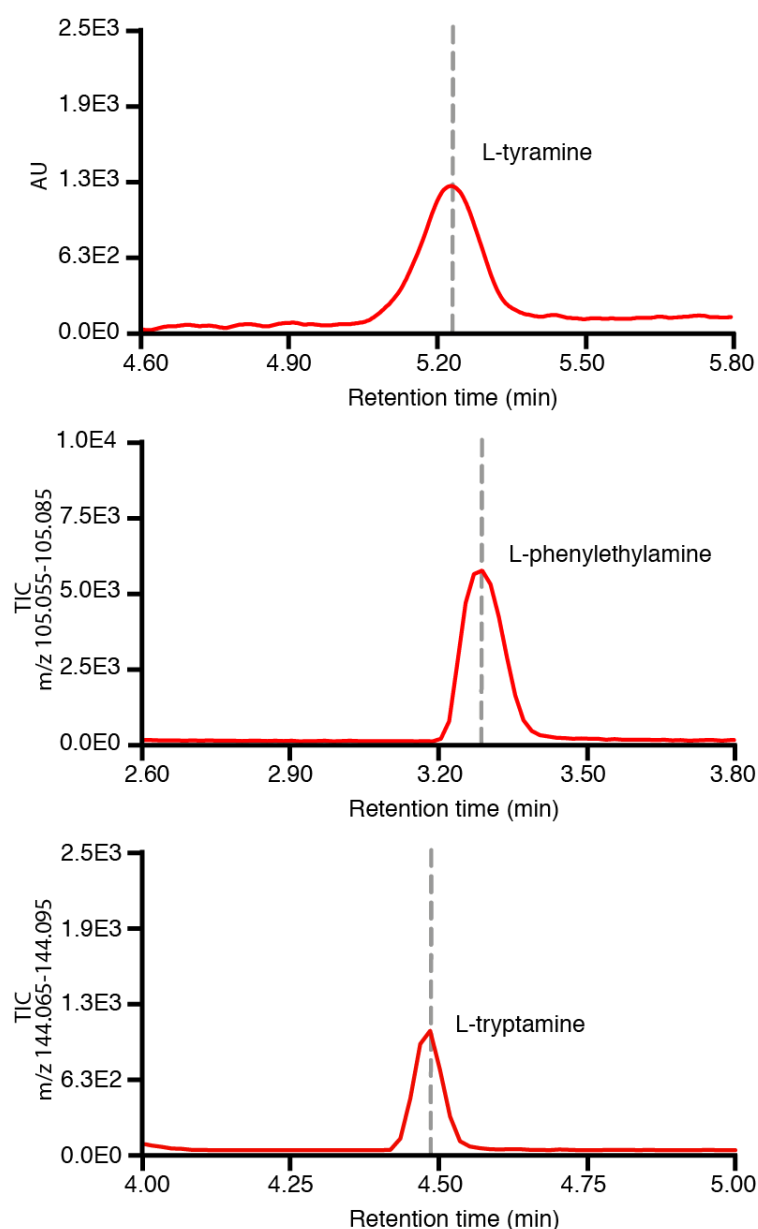 2.5E3
1.9E3
1.3E3
6.3E2
0.0E0
AU
L-tyramine
4.60 4.90 5.20 5.50 5.80
Retention time (min)
1.0E4
7.5E3
5.0E3
2.5E3
0.0E0
TIC
m/z 105.055-105.085
L-phenylethylamine
2.60 2.90 3.20 3.50 3.80
Retention time (min)
2.5E3
1.9E3
1.3E3
6.3E2
0.0E0
TIC
m/z 144.065-144.095
L-tryptamine
4.00 4.25 4.50 4.75 5.00
Retention time (min)